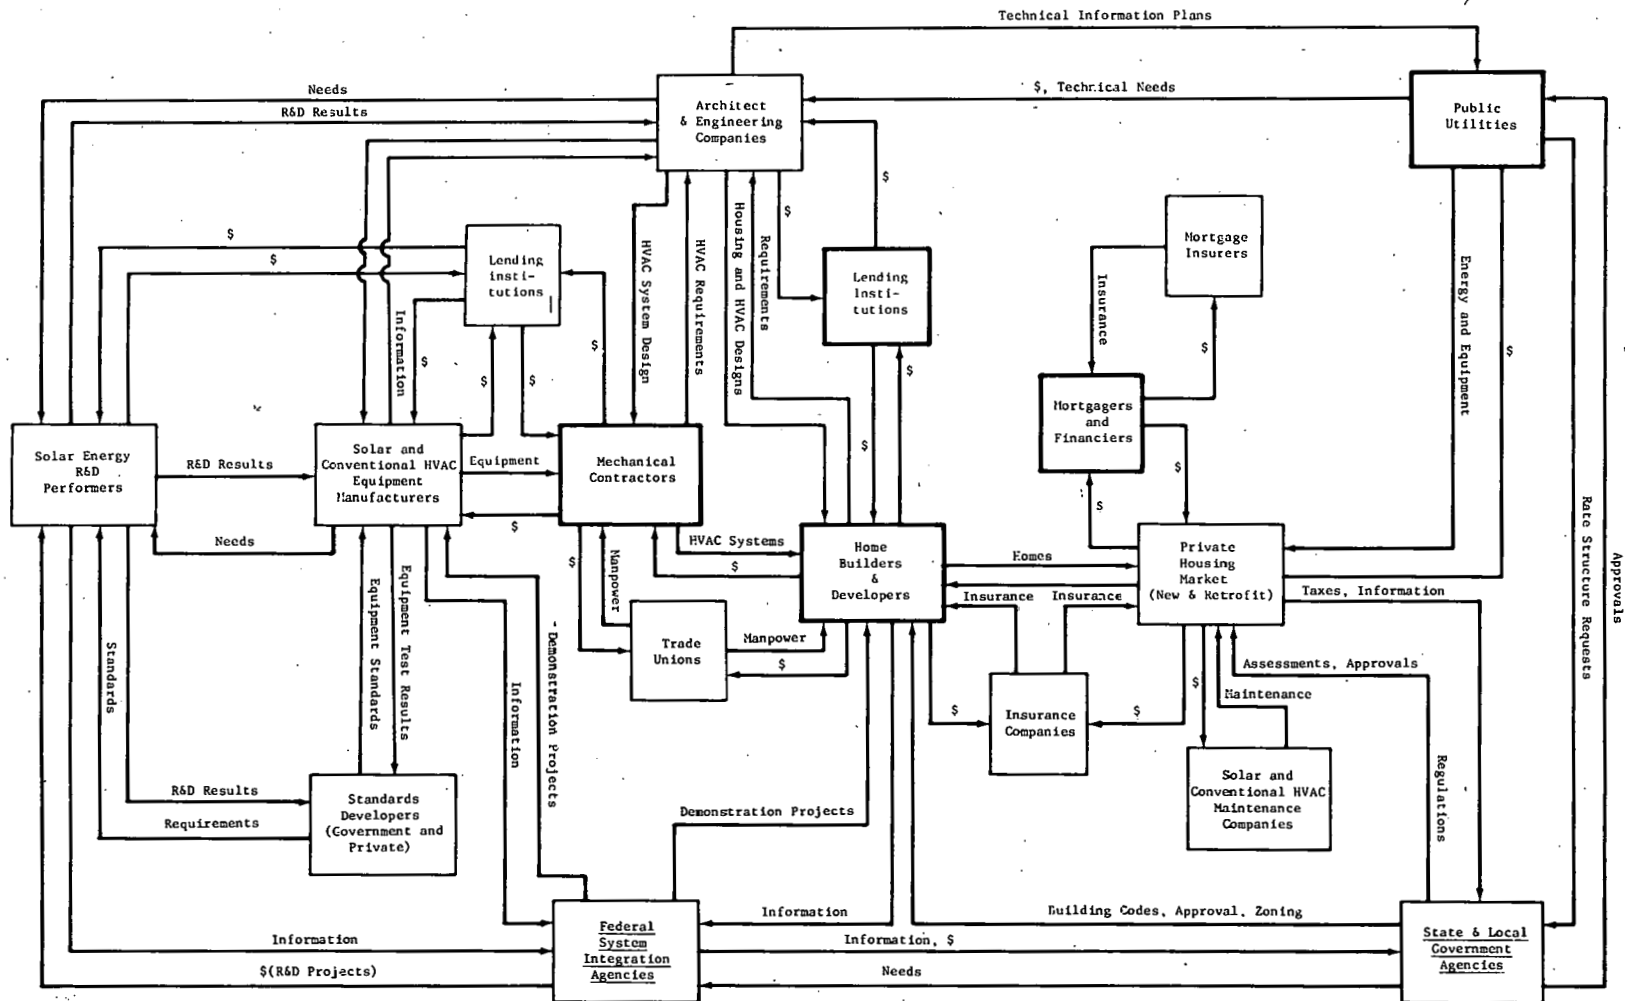 Technical Information Plans
Needs
R&D Results
Architect
& Engineering
Companies
$, Technical Needs
Public
Utilities
$
$
$
$
Lending
insti-
tutions
Information
$
$
$
$
HVAC System Design
HVAC Requirements
Housing and HVAC Designs
Requirements
Lending
Insti-
tutions
$
$
Mortgage
Insurers
Insurance
$
Mortgagers
and
Financiers
$
$
Energy and Equipment
$
Solar Energy
R&D
Performers
R&D Results
Needs
Solar and
Conventional HVAC
Equipment
Manufacturers
Equipment
$
Mechanical
Contractors
HVAC Systems
$
$
Manpower
Trade
Unions
Manpower
$
Home
Builders
&
Developers
Homes
Insurance
Insurance
Private
Housing
Market
(New & Retrofit)
Taxes, Information
Rate Structure Requests
Approvals
Standards
Equipment Standards
Equipment Test Results
Information
Demonstration Projects
$
Insurance
Companies
$
$
Assessments, Approvals
Maintenance
Solar and
Conventional HVAC
Maintenance
Companies
Regulations
R&D Results
Requirements
Standards
Developers
(Government and
Private)
Demonstration Projects
Information
Building Codes, Approval, Zoning
Information
$(R&D Projects)
Federal
System
Integration
Agencies
Information, $
Needs
State & Local
Government
Agencies